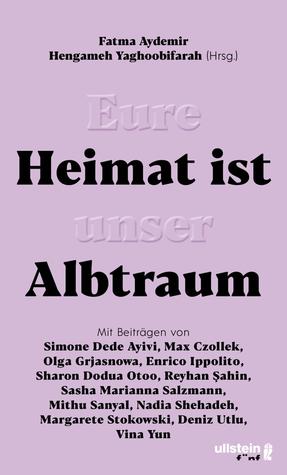 Fatma Aydemir
Hengameh Yaghoobifarah (Hrsg.)
Eure
Heimat ist
unser
Albtraum
Mit Beiträgen von
Simone Dede Ayivi, Max Czollek,
Olga Grjasnowa, Enrico Ippolito,
Sharon Dodua Otoo, Reyhan Şahin,
Sasha Marianna Salzmann,
Mithu Sanyal, Nadia Shehadeh,
Margarete Stokowski, Deniz Utlu,
Vina Yun
ullstein
fünf